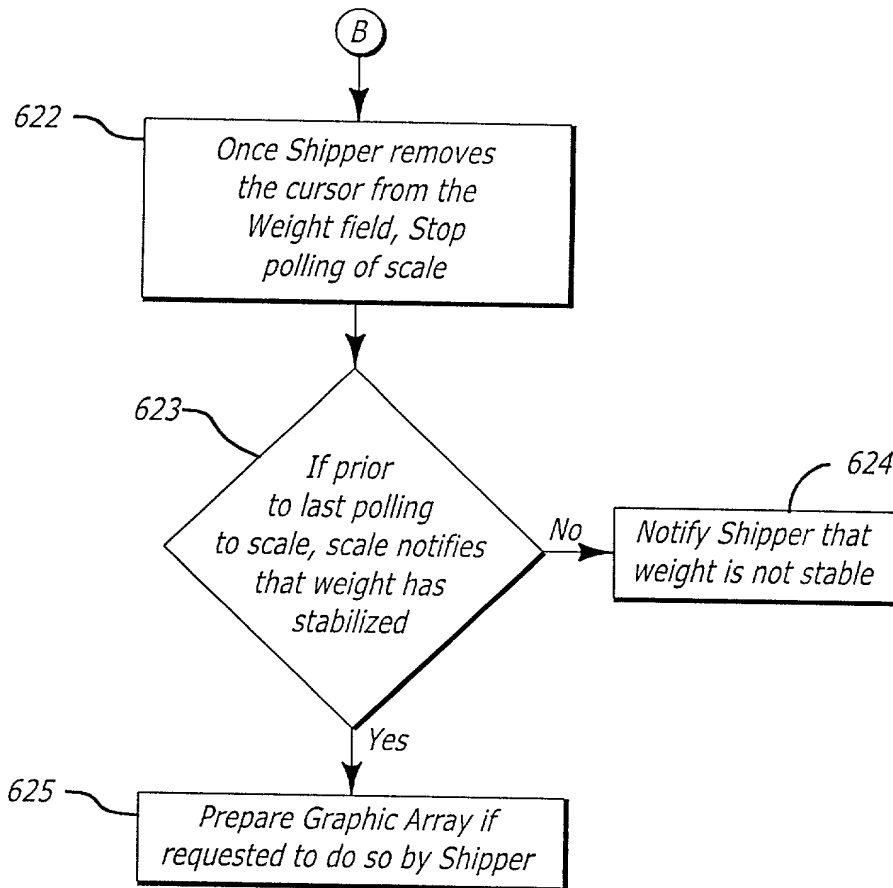 B
622
Once Shipper removes
the cursor from the
Weight field, Stop
polling of scale
623
If prior
to last polling
to scale, scale notifies
that weight has
stabilized
No
624
Notify Shipper that
weight is not stable
Yes
625
Prepare Graphic Array if
requested to do so by Shipper